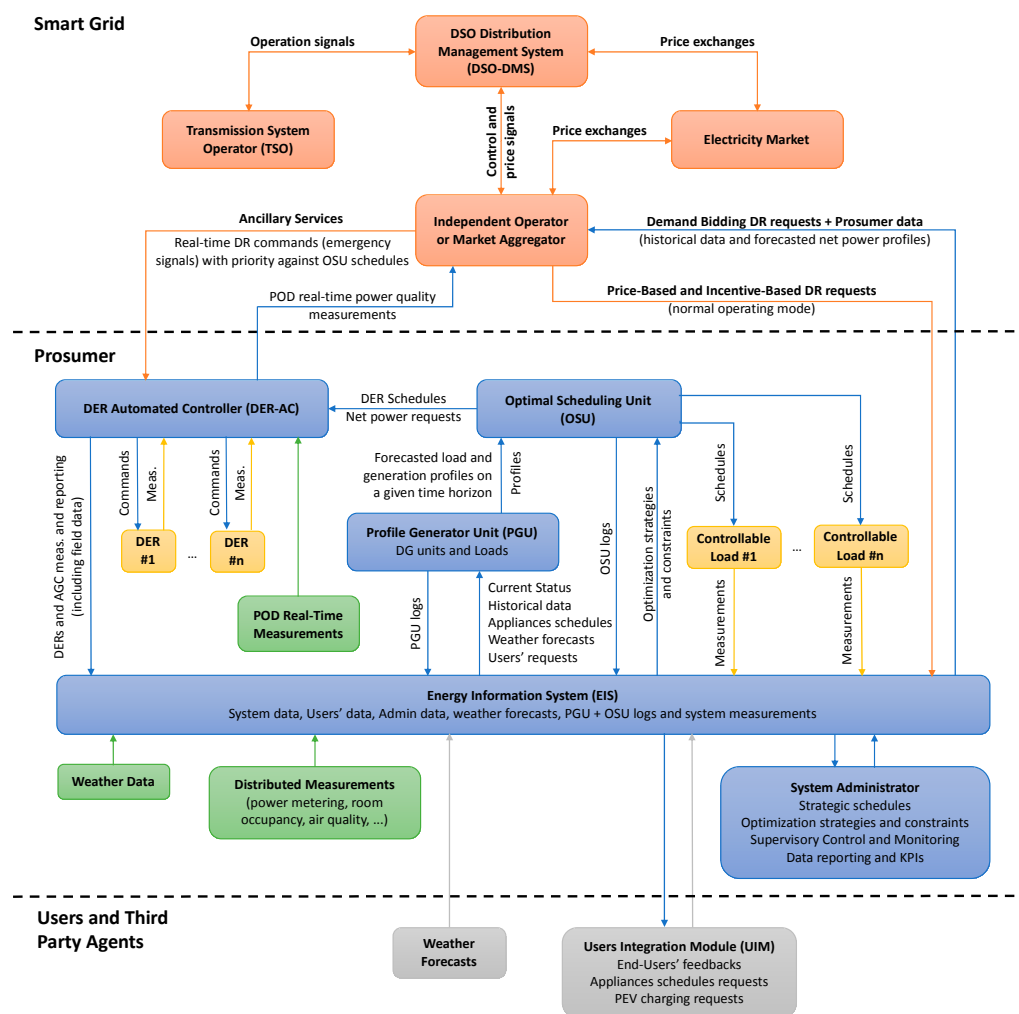 Smart Grid
DSO Distribution
Management System
(DSO-DMS)
Operation signals
Price exchanges
Transmission System
Operator (TSO)
Control and
price signals
Price exchanges
Electricity Market
Independent Operator
or Market Aggregator
Ancillary Services
Real-time DR commands (emergency
signals) with priority against OSU schedules
Demand Bidding DR requests + Prosumer data
(historical data and forecasted net power profiles)
POD real-time power quality
measurements
Price-Based and Incentive-Based DR requests
(normal operating mode)
Prosumer
DER Automated Controller (DER-AC)
DER Schedules
Net power requests
Optimal Scheduling Unit
(OSU)
DERs and AGC meas. and reporting
(including field data)
Commands
Meas.
Commands
Meas.
Forecasted load and
generation profiles on
a given time horizon
Profiles
OSU logs
Optimization strategies
and constraints
Schedules
Schedules
DER
#1
...
DER
#n
Profile Generator Unit (PGU)
DG units and Loads
Controllable
Load #1
...
Controllable
Load #n
POD Real-Time
Measurements
PGU logs
Current Status
Historical data
Appliances schedules
Weather forecasts
Users' requests
Measurements
Measurements
Energy Information System (EIS)
System data, Users' data, Admin data, weather forecasts, PGU + OSU logs and system measurements
Weather Data
Distributed Measurements
(power metering, room
occupancy, air quality, ...)
System Administrator
Strategic schedules
Optimization strategies and constraints
Supervisory Control and Monitoring
Data reporting and KPIs
Users and Third
Party Agents
Weather
Forecasts
Users Integration Module (UIM)
End-Users' feedbacks
Appliances schedules requests
PEV charging requests